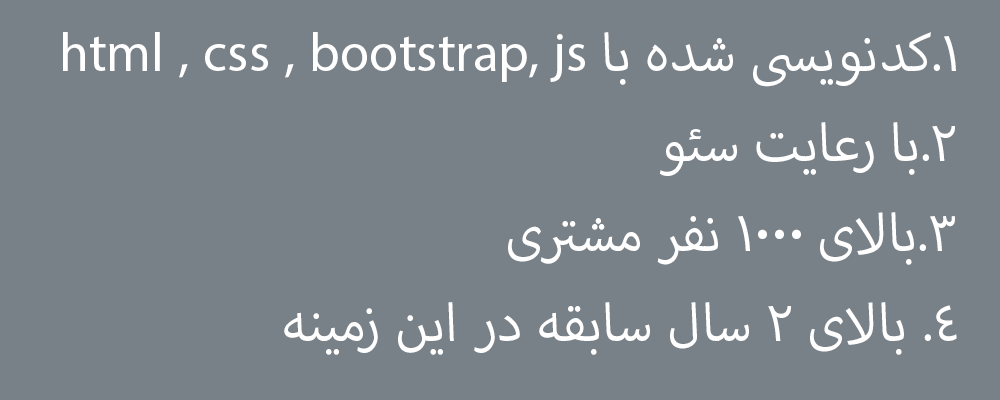 ۱.کدنویسی شده با html , css , bootstrap, js
۲.با رعایت سئو
۳.بالای ۱۰۰۰ نفر مشتری
٤. بالای ۲ سال سابقه در این زمینه